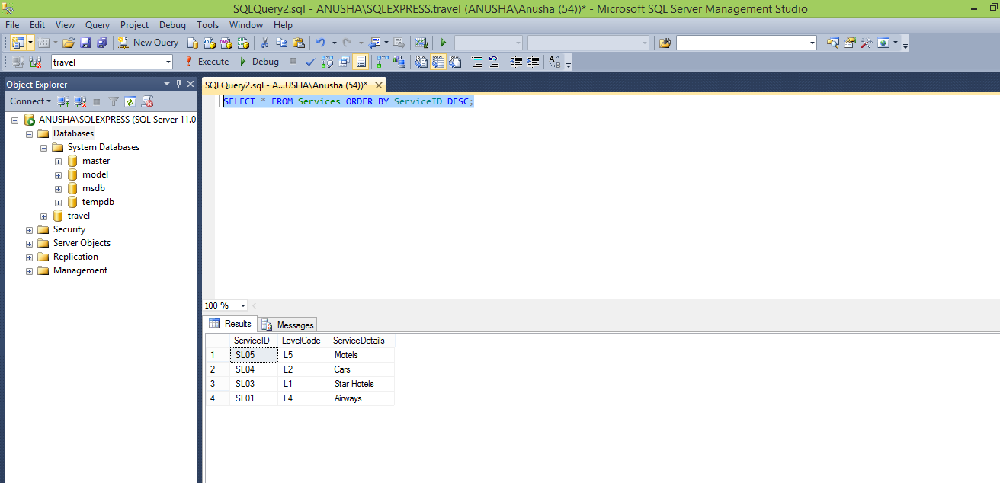 SQLQuery2.sql - ANUSHA\SQLEXPRESS.travel (ANUSHA\Anusha (54))* - Microsoft SQL Server Management Studio
File Edit View Query Project Debug Tools Window Help
New Query
travel Execute Debug
Object Explorer
Connect
ANUSHA\SQLEXPRESS (SQL Server 11.0
Databases
System Databases
master
model
msdb
tempdb
travel
Security
Server Objects
Replication
Management
SQLQuery2.sql - A...USHA\Anusha (54))*
SELECT * FROM Services ORDER BY ServiceID DESC;
100 %
Results Messages
ServiceID LevelCode ServiceDetails
1 SL05 L5 Motels
2 SL04 L2 Cars
3 SL03 L1 Star Hotels
4 SL01 L4 Airways